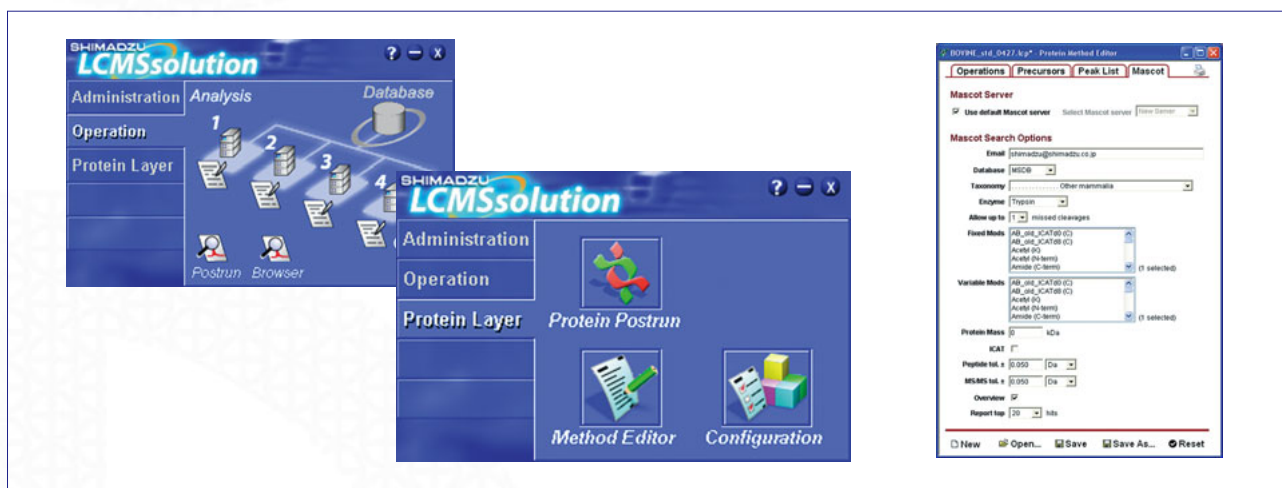 SHIMADZU
LCMSsolution
? – x
Administration
Operation
Protein Layer
Analysis
Database
1
2
3
4
Postrun Browser
SHIMADZU
LCMSsolution
? – x
Administration
Operation
Protein Layer
Protein Postrun
Method Editor Configuration
BOVINE_std_0427.lcp* - Protein Method Editor
Operations Precursors Peak List Mascot
Mascot Server
Use default Mascot server Select Mascot server New Server
Mascot Search Options
Email shimadzu@shimadzu.co.jp
Database MSDB
Taxonomy . . . . . . . . . . . . . . Other mammalia
Enzyme Trypsin
Allow up to 1 missed cleavages
Fixed Mods AB_old_ICATd0 (C)
AB_old_ICATd8 (C)
Acetyl (K)
Acetyl (N-term)
Amide (C-term) (1 selected)
Variable Mods AB_old_ICATd0 (C)
AB_old_ICATd8 (C)
Acetyl (K)
Acetyl (N-term)
Amide (C-term) (1 selected)
Protein Mass 0 kDa
ICAT
Peptide tol. ± 0.050 Da
MS/MS tol. ± 0.050 Da
Overview
Report top 20 hits
New Open... Save Save As... Reset